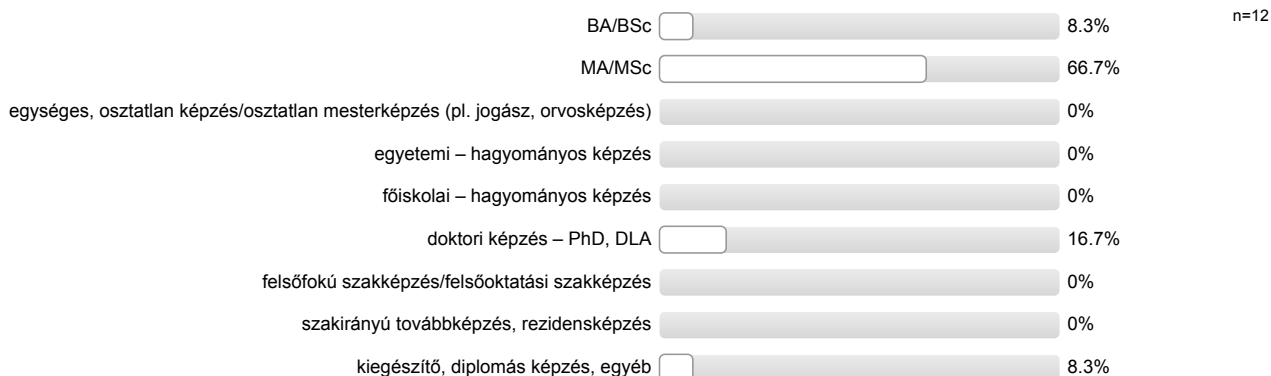 n=12
BA/BSc 8.3%
MA/MSc 66.7%
egységes, osztatlan képzés/osztatlan mesterképzés (pl. jogász, orvosképzés) 0%
egyetemi – hagyományos képzés 0%
főiskolai – hagyományos képzés 0%
doktori képzés – PhD, DLA 16.7%
felsőfokú szakképzés/felsőoktatási szakképzés 0%
szakirányú továbbképzés, rezidensképzés 0%
kiegészítő, diplomás képzés, egyéb 8.3%